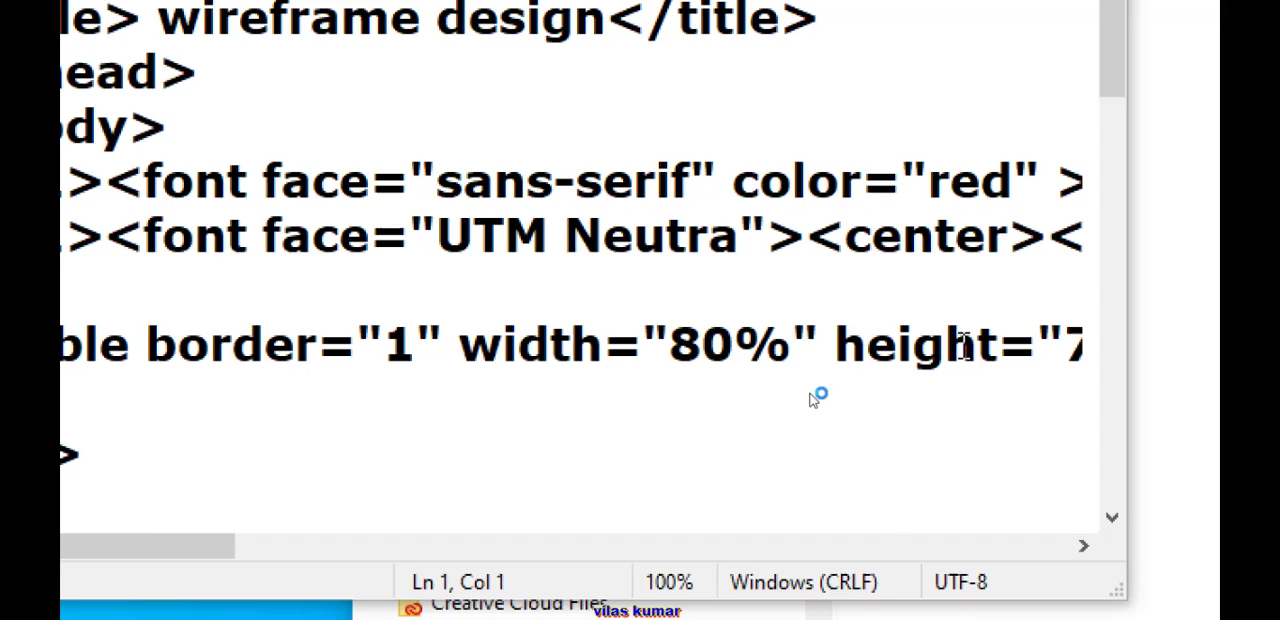 le> wireframe design</title>
head>
ody>
.><font face="sans-serif" color="red" >
.><font face="UTM Neutra"><center><
ble border="1" width="80%" height="7
>
Ln 1, Col 1 100% Windows (CRLF) UTF-8
Creative Cloud Files
vilas kumar